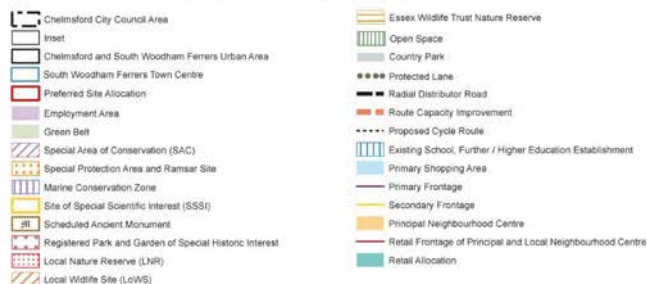 Chelmsford City Council Area
Inset
Chelmsford and South Woodham Ferrers Urban Area
South Woodham Ferrers Town Centre
Preferred Site Allocation
Employment Area
Green Belt
Special Area of Conservation (SAC)
Special Protection Area and Ramsar Site
Marine Conservation Zone
Site of Special Scientific Interest (SSSI)
Scheduled Ancient Monument
Registered Park and Garden of Special Historic Interest
Local Nature Reserve (LNR)
Local Widlife Site (LoWS)
Essex Wildlife Trust Nature Reserve
Open Space
Country Park
Protected Lane
Radial Distributor Road
Route Capacity Improvement
Proposed Cycle Route
Existing School, Further / Higher Education Establishment
Primary Shopping Area
Primary Frontage
Secondary Frontage
Principal Neighbourhood Centre
Retail Frontage of Principal and Local Neighbourhood Centre
Retail Allocation